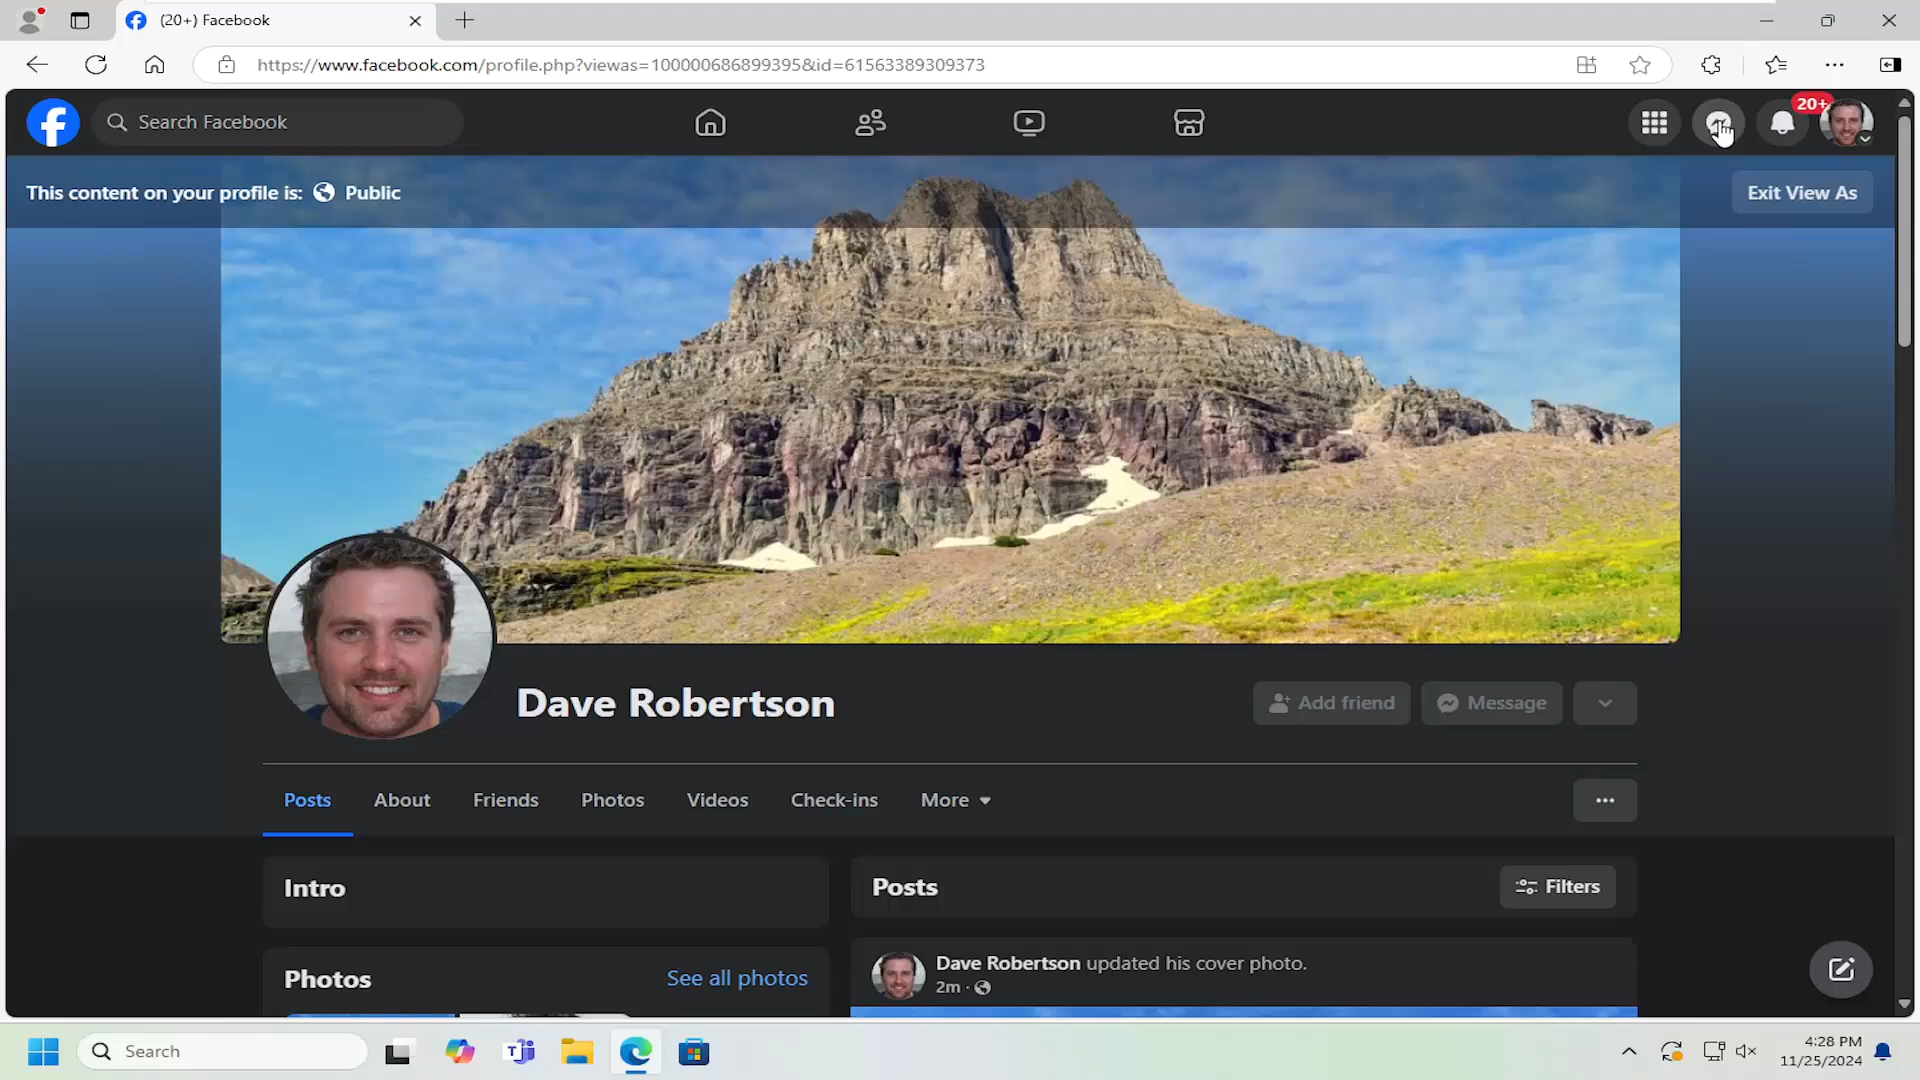 (20+) Facebook
https://www.facebook.com/profile.php?viewas=100000686899395&id=61563389309373
Search Facebook
20+
This content on your profile is: Public
Exit View As
Dave Robertson
Add friend
Message
Posts
About
Friends
Photos
Videos
Check-ins
More
Intro
Posts
Filters
Photos
See all photos
Dave Robertson updated his cover photo.
2m ·
Search
4:28 PM
11/25/2024